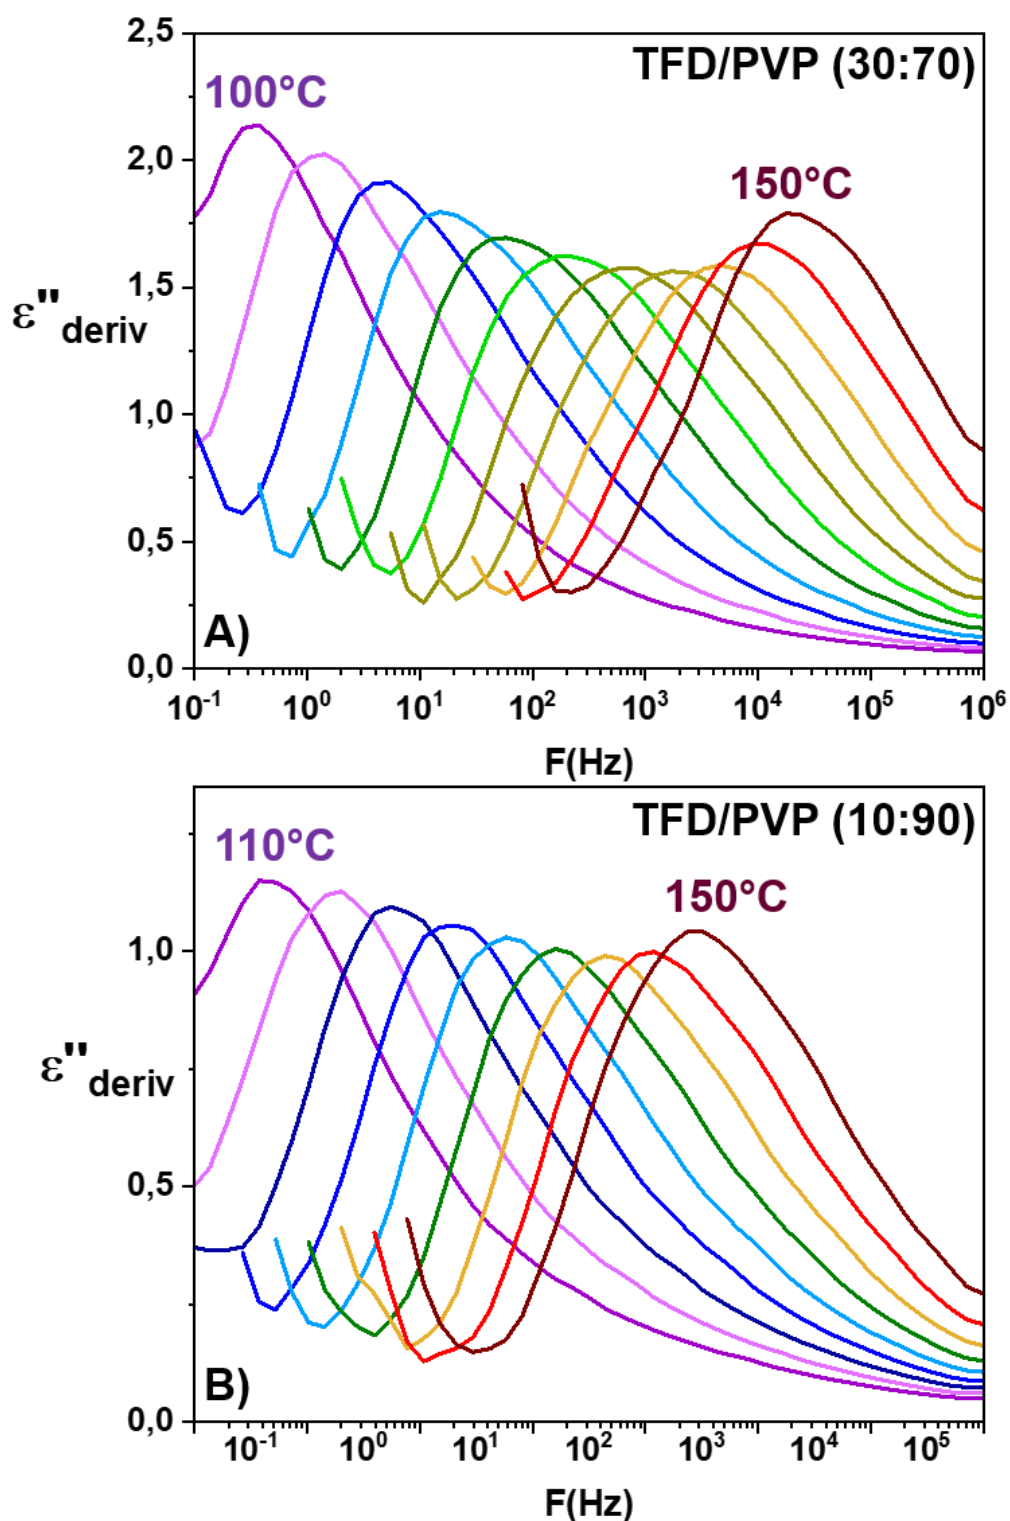 2,5
TFD/PVP (30:70)
100°C
2,0
150°C
1,5
ε"deriv
1,0
0,5
A)
0,0
10-1 100 101 102 103 104 105 106
F(Hz)
TFD/PVP (10:90)
110°C
150°C
1,0
ε"deriv
0,5
B)
0,0
10-1 100 101 102 103 104 105
F(Hz)